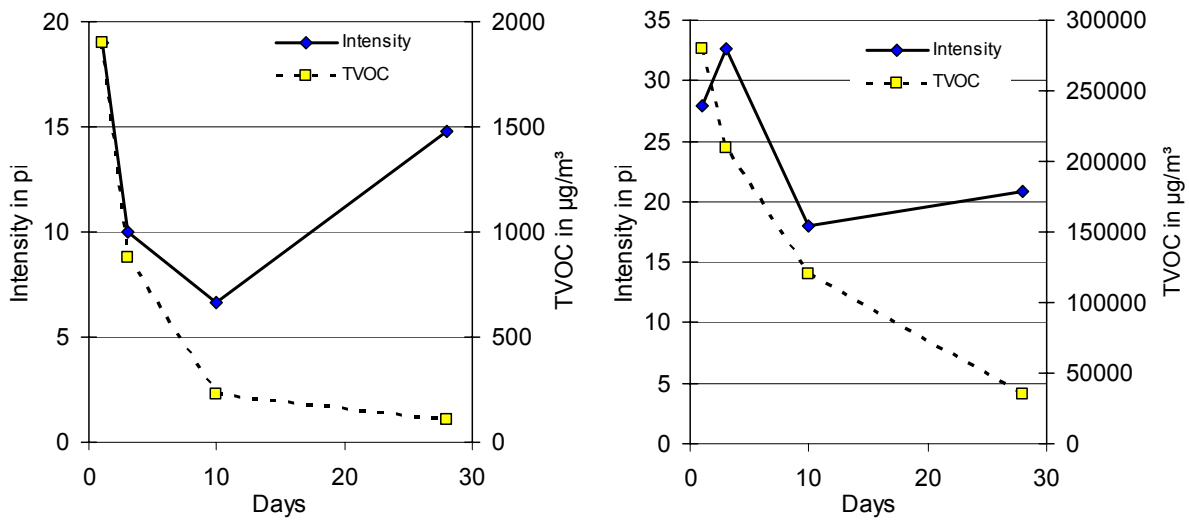 Intensity
TVOC
Intensity in pi
20
15
10
5
0
TVOC in µg/m³
2000
1500
1000
500
0
0 10 20 30
Days
Intensity
TVOC
Intensity in pi
35
30
25
20
15
10
5
0
TVOC in µg/m³
300000
250000
200000
150000
100000
50000
0
0 10 20 30
Days